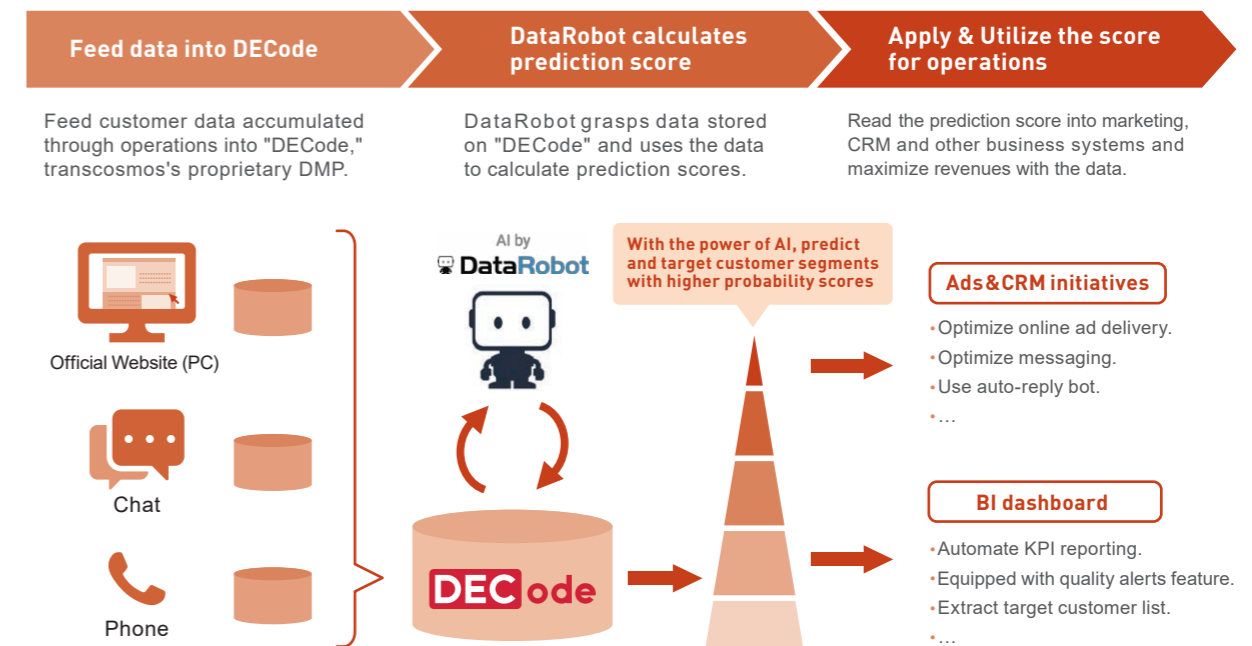 Feed data into DECode
DataRobot calculates
prediction score
Apply & Utilize the score
for operations
Feed customer data accumulated
through operations into "DECode,"
transcosmos's proprietary DMP.
DataRobot grasps data stored
on "DECode" and uses the data
to calculate prediction scores.
Read the prediction score into marketing,
CRM and other business systems and
maximize revenues with the data.
Official Website (PC)
Chat
Phone
AI by
DataRobot
DECode
With the power of AI, predict
and target customer segments
with higher probability scores
Ads&CRM initiatives
•Optimize online ad delivery.
•Optimize messaging.
•Use auto-reply bot.
•…
BI dashboard
•Automate KPI reporting.
•Equipped with quality alerts feature.
•Extract target customer list.
•…